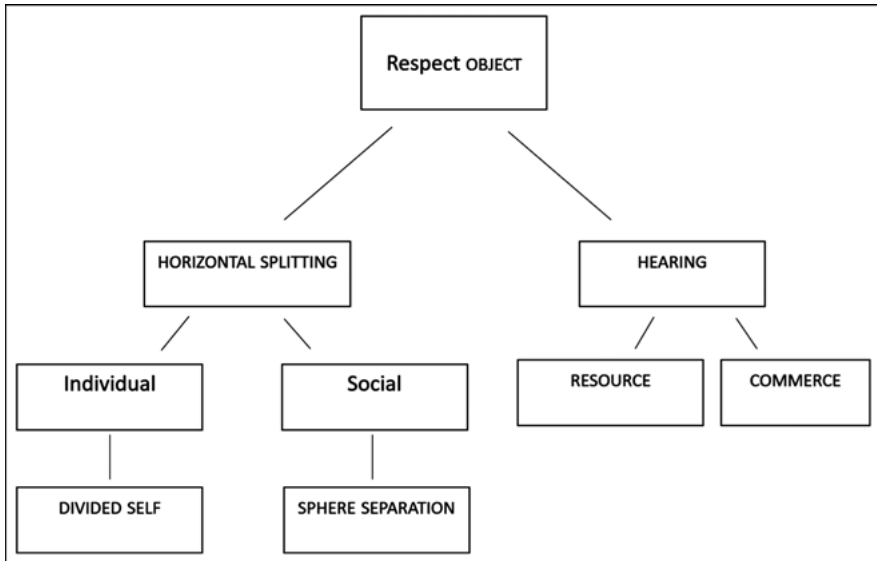 Respect OBJECT
HORIZONTAL SPLITTING
HEARING
Individual
Social
RESOURCE
COMMERCE
DIVIDED SELF
SPHERE SEPARATION